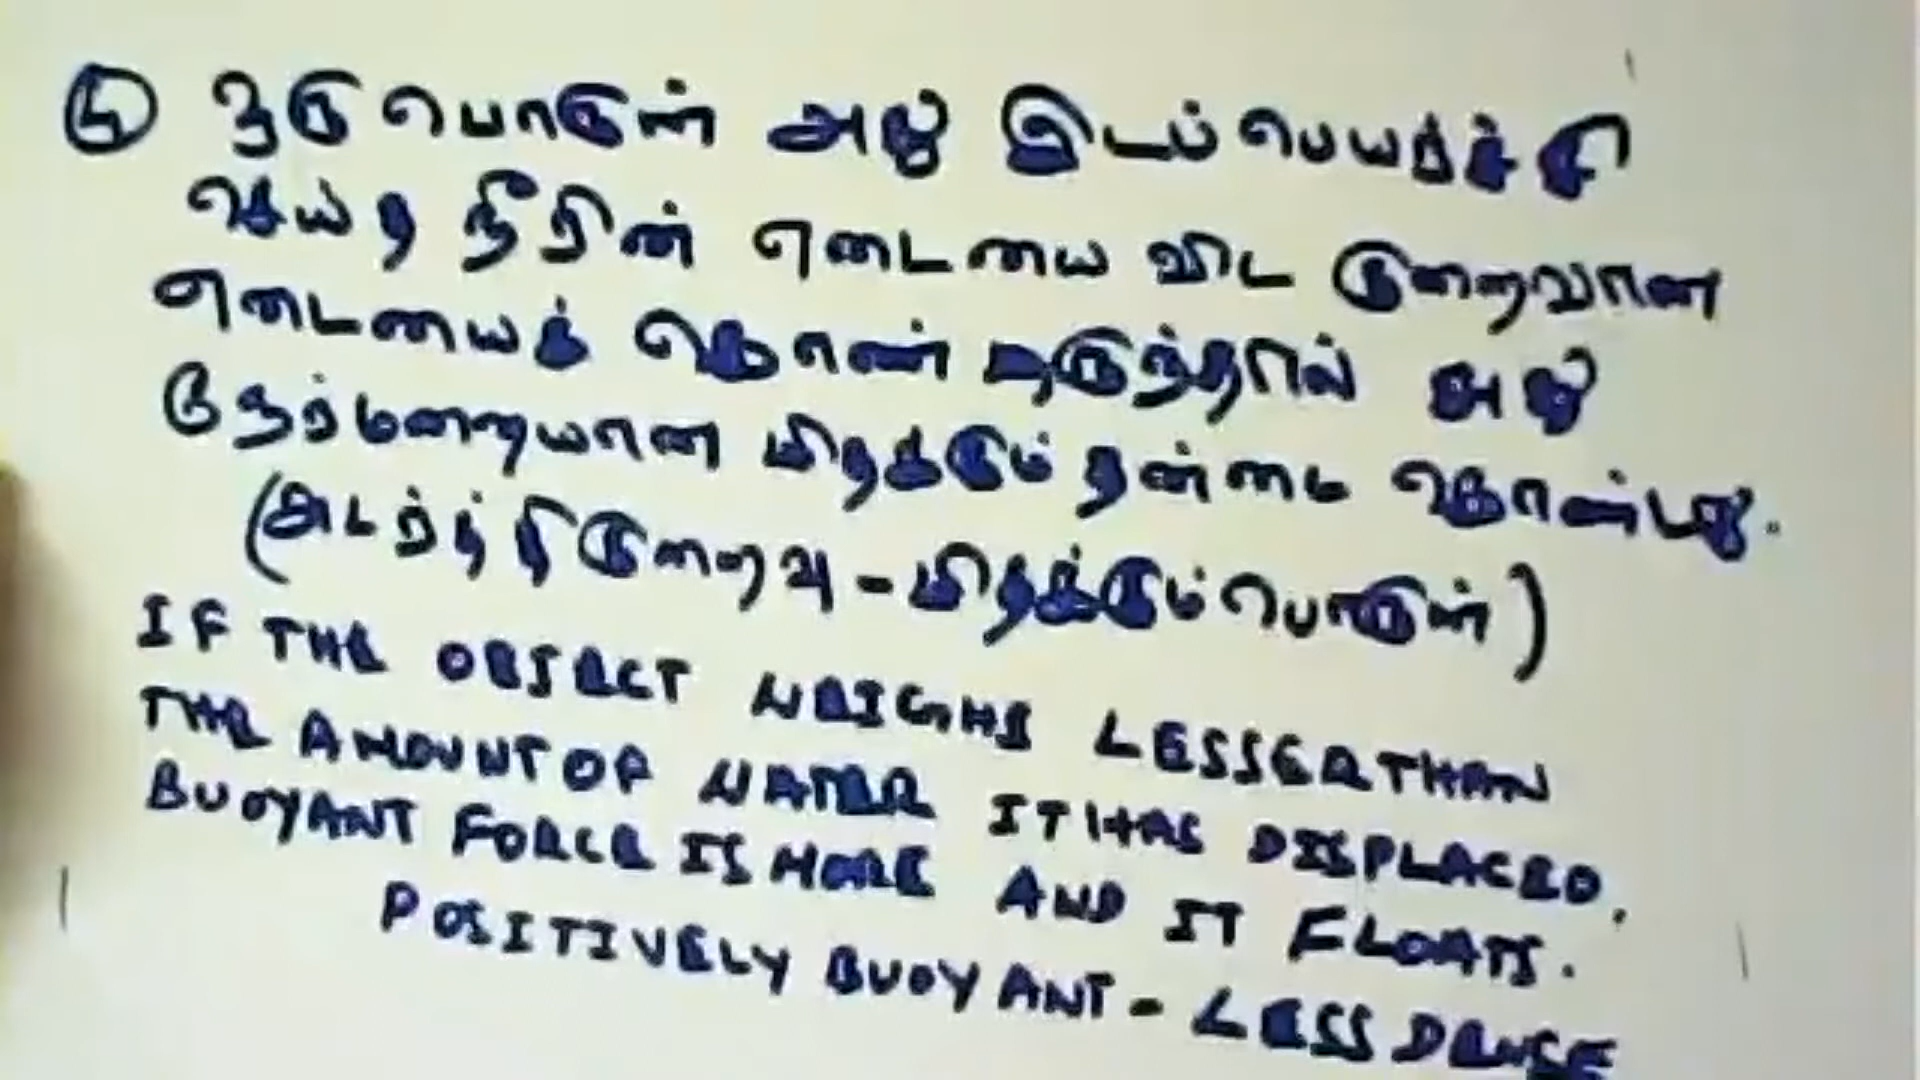 ⑤ ஒரு பொருள் அது இடப்பெயர்ச்சி
செய்த நீரின் எடையை விட குறைவான
எடையைக் கொண்டிருந்தால் அது
நேர்மறையான மிதக்கும் தன்மை கொண்டது.
(அடர்த்தி குறைவு - மிதக்கும் பொருள்)
IF THE OBJECT WEIGHS LESSER THAN
THE AMOUNT OF WATER IT HAS DISPLACED,
BUOYANT FORCE IS MORE AND IT FLOATS.
POSITIVELY BUOYANT - LESS DENSE